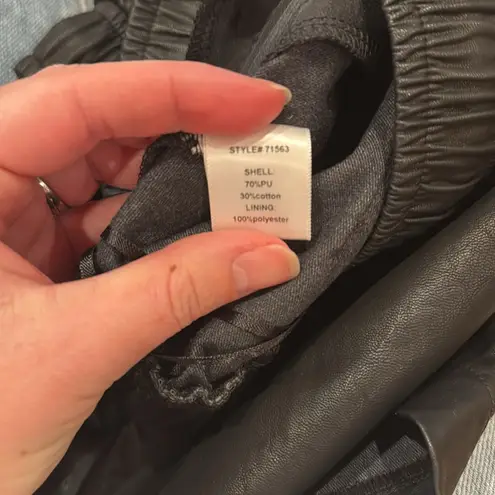 STYLE# 71563
SHELL:
70%PU
30%cotton
LINING:
100%polyester